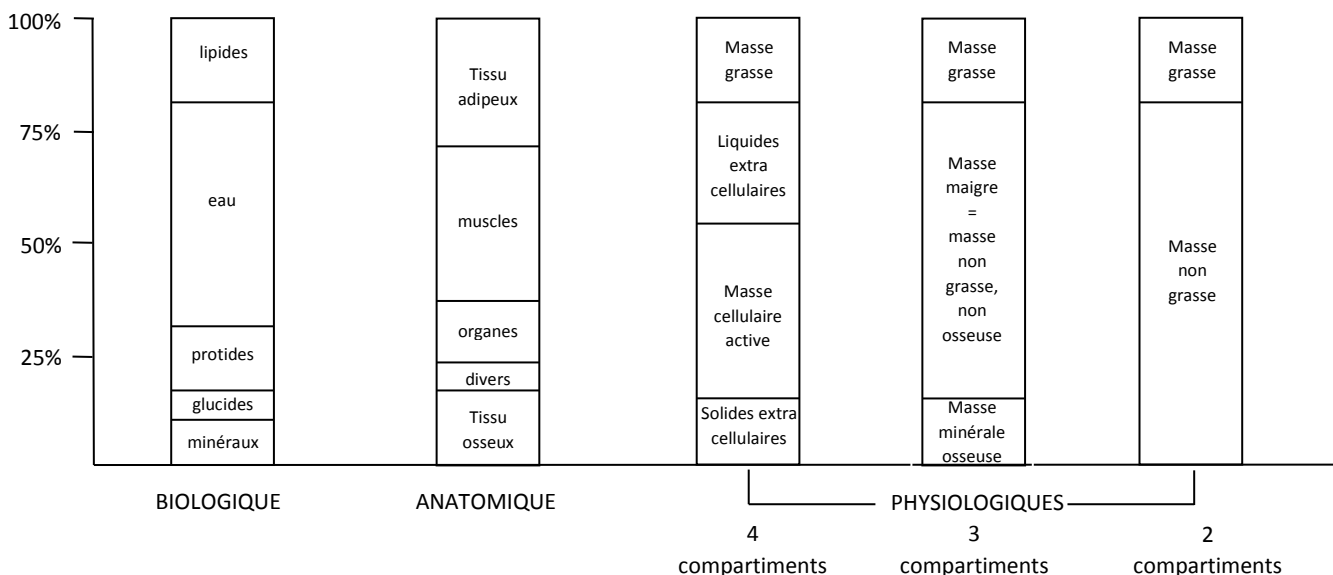 100%
75%
50%
25%
lipides
eau
protides
glucides
minéraux
BIOLOGIQUE
Tissu
adipeux
muscles
organes
divers
Tissu
osseux
ANATOMIQUE
Masse
grasse
Liquides
extra
cellulaires
Masse
cellulaire
active
Solides extra
cellulaires
Masse
grasse
Masse
maigre
=
masse
non
grasse,
non
osseuse
Masse
minérale
osseuse
Masse
grasse
Masse
non
grasse
PHYSIOLOGIQUES
4
compartiments
3
compartiments
2
compartiments